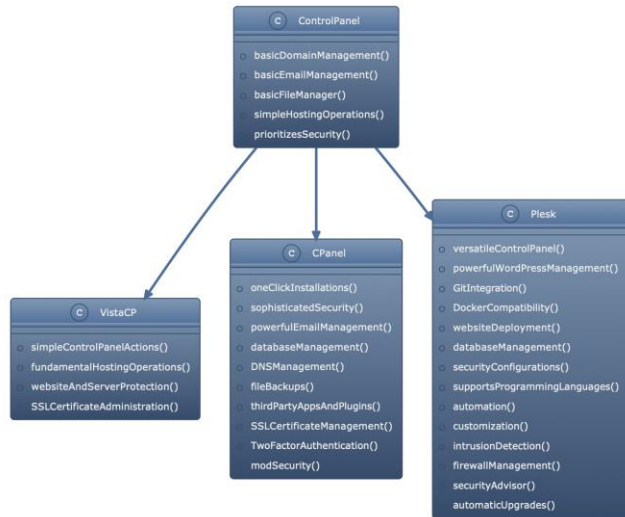 C ControlPanel
basicDomainManagement()
basicEmailManagement()
basicFileManager()
simpleHostingOperations()
prioritizesSecurity()
C VistaCP
simpleControlPanelActions()
fundamentalHostingOperations()
websiteAndServerProtection()
SSLCertificateAdministration()
C CPanel
oneClickInstallations()
sophisticatedSecurity()
powerfulEmailManagement()
databaseManagement()
DNSManagement()
fileBackups()
thirdPartyAppsAndPlugins()
SSLCertificateManagement()
TwoFactorAuthentication()
modSecurity()
C Plesk
versatileControlPanel()
powerfulWordPressManagement()
GitIntegration()
DockerCompatibility()
websiteDeployment()
databaseManagement()
securityConfigurations()
supportsProgrammingLanguages()
automation()
customization()
intrusionDetection()
firewallManagement()
securityAdvisor()
automaticUpgrades()